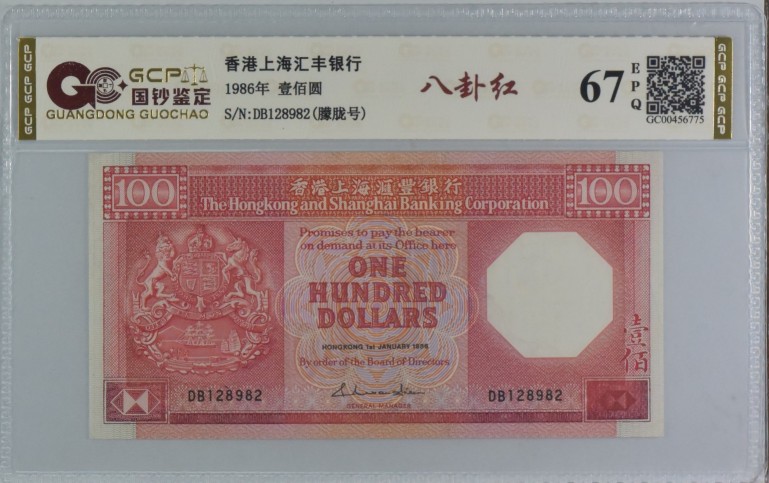 GCP
国钞鉴定
GUANGDONG GUOCHAO
香港上海汇丰银行
1986年 壹佰圆
S/N:DB128982(朦胧号)
八卦红
67
EPQ
GC00456775
GCP GCP GCP
GCP GCP GCP
100
香港上海滙豐銀行
100
The Hongkong and Shanghai Banking Corporation
Promises to pay the bearer
on demand at its Office here
ONE
HUNDRED
DOLLARS
HONGKONG 1st JANUARY 1986
By order of the Board of Directors
壹佰
DB128982
DB128982
GENERAL MANAGER